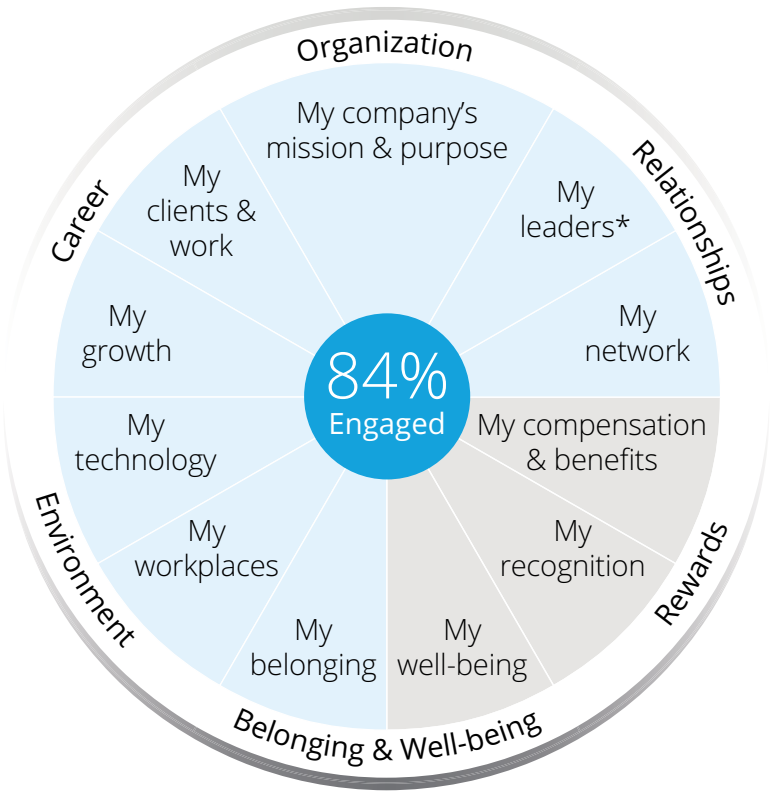 Organization
My company’s
mission & purpose
Relationships
My
leaders*
My
network
My compensation
& benefits
Rewards
My
recognition
My
well-being
Belonging & Well-being
My
belonging
My
workplaces
Environment
My
technology
My
growth
Career
My
clients &
work
84%
Engaged